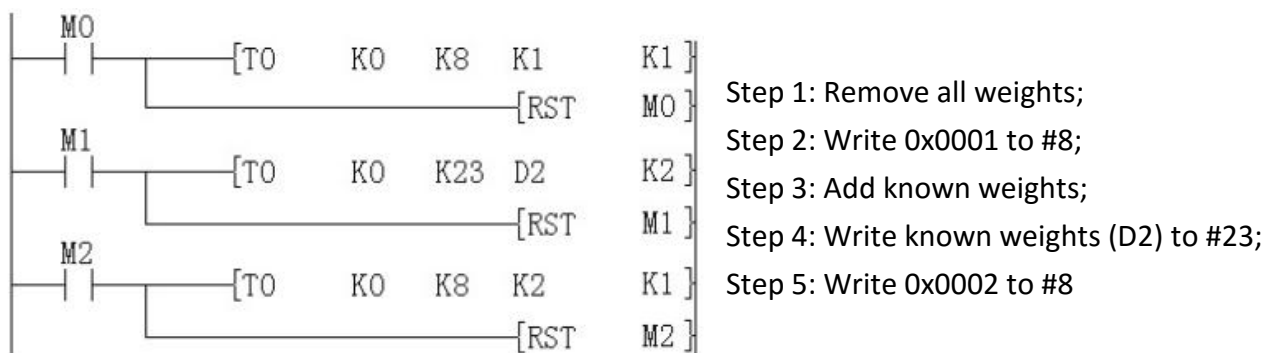 M0
[TO K0 K8 K1 K1]
[RST M0]
M1
[TO K0 K23 D2 K2]
[RST M1]
M2
[TO K0 K8 K2 K1]
[RST M2]
Step 1: Remove all weights;
Step 2: Write 0x0001 to #8;
Step 3: Add known weights;
Step 4: Write known weights (D2) to #23;
Step 5: Write 0x0002 to #8